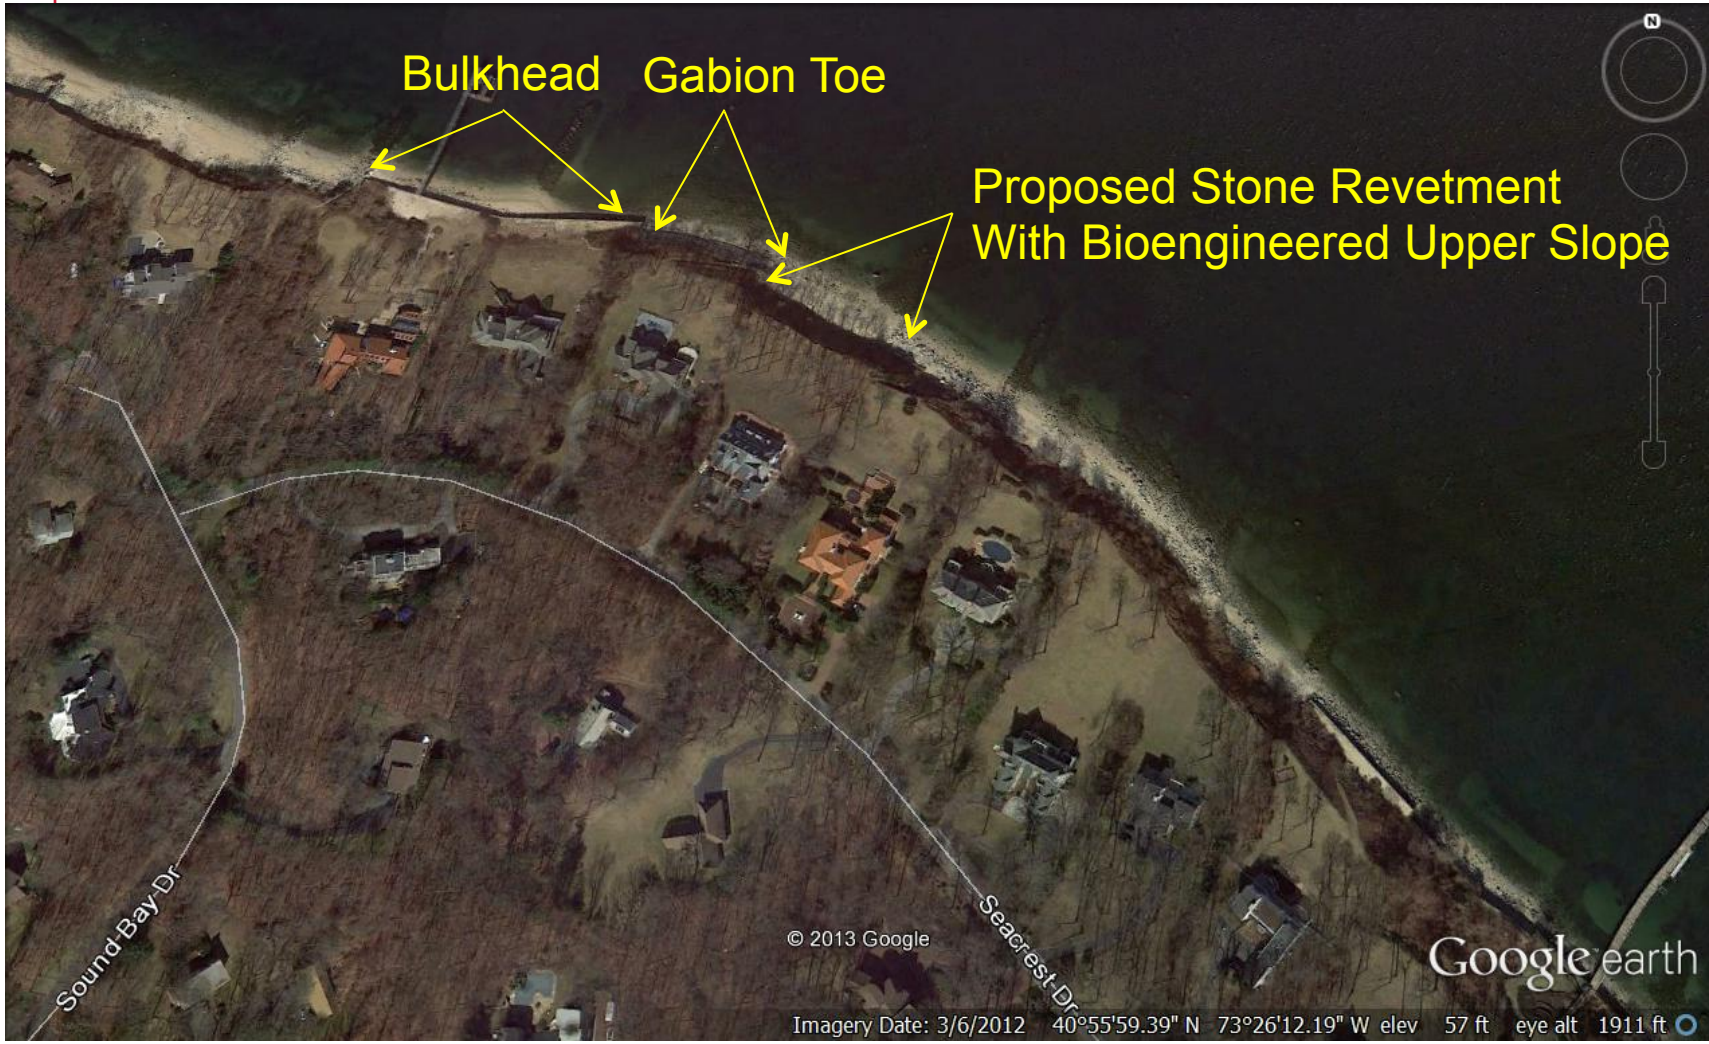 Bulkhead
Gabion Toe
Proposed Stone Revetment
With Bioengineered Upper Slope
N
Sound Bay Dr
Seacrest Dr
© 2013 Google
Google earth
Imagery Date: 3/6/2012 40°55'59.39" N 73°26'12.19" W elev 57 ft eye alt 1911 ft